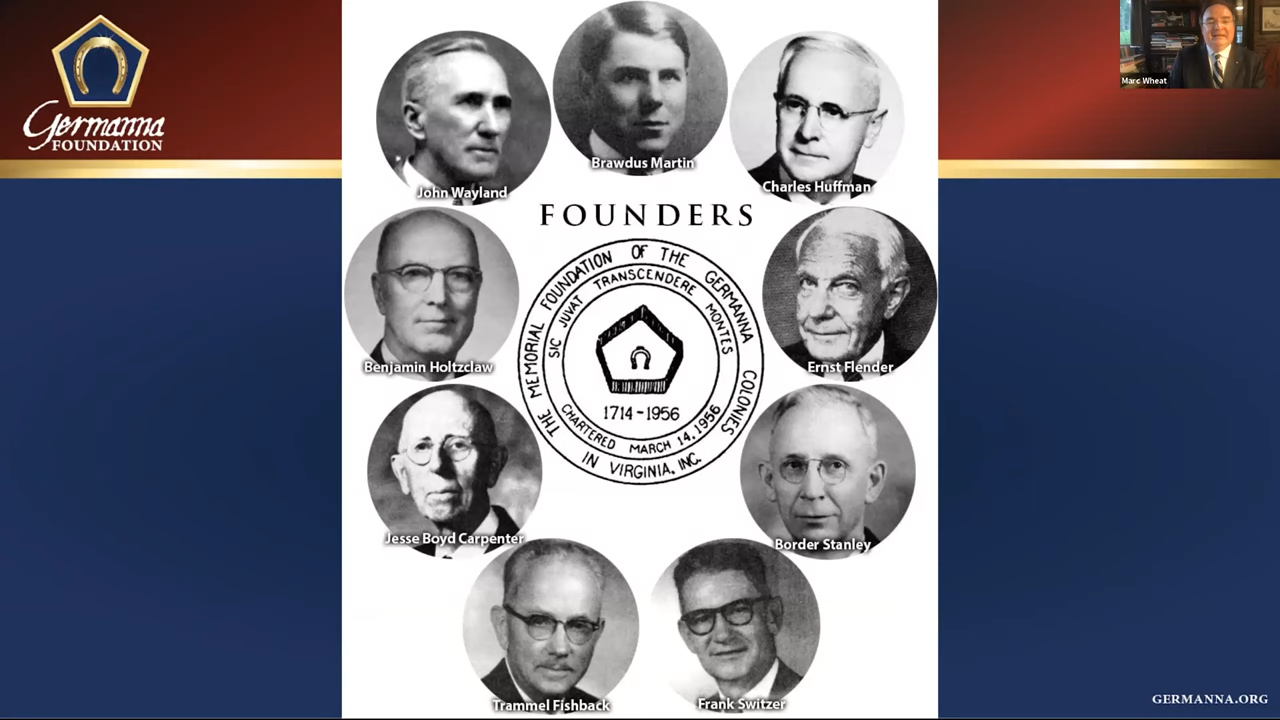 Germanna
FOUNDATION
Marc Wheat
John Wayland
Brawdus Martin
Charles Huffman
FOUNDERS
Benjamin Holtzclaw
Ernst Flender
THE MEMORIAL FOUNDATION OF THE GERMANNA COLONIES
IN VIRGINIA, INC.
SIC JUVAT TRANSCENDERE MONTES
1714-1956
CHARTERED MARCH 14, 1956
Jesse Boyd Carpenter
Border Stanley
Trammel Fishback
Frank Switzer
GERMANNA.ORG